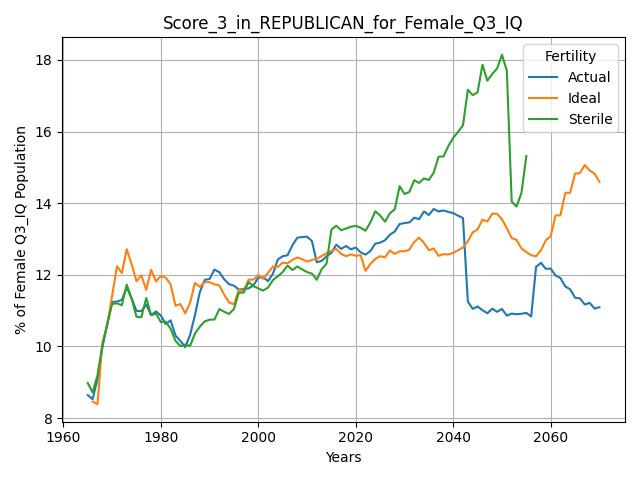 Score_3_in_REPUBLICAN_for_Female_Q3_IQ
Fertility
Actual
Ideal
Sterile
% of Female Q3_IQ Population
18
16
14
12
10
8
1960
1980
2000
2020
2040
2060
Years